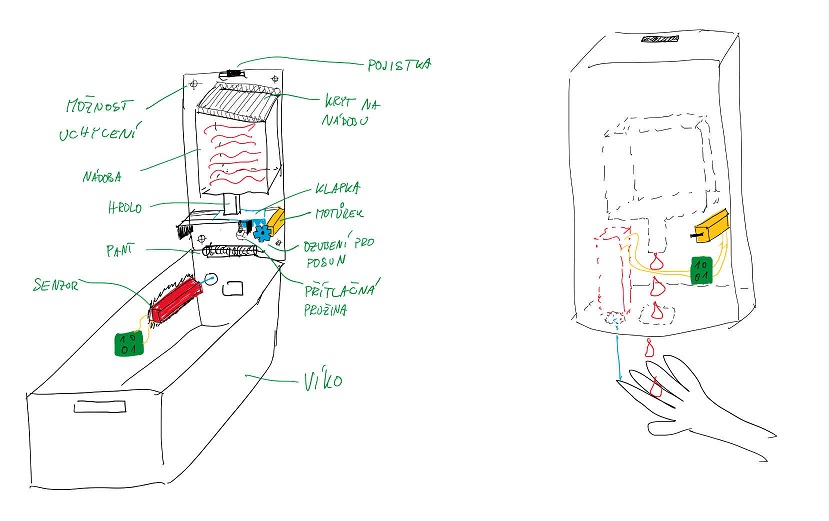 POJISTKA
MOŽNOST
UCHYCENÍ
KRYT NA
NÁDOBU
NÁDOBA
KLAPKA
HRDLO
MOTŮREK
PANT
OZUBENÍ PRO
POSUN
SENZOR
PŘÍTLAČNÁ
PRUŽINA
10
01
10
01
VÍKO